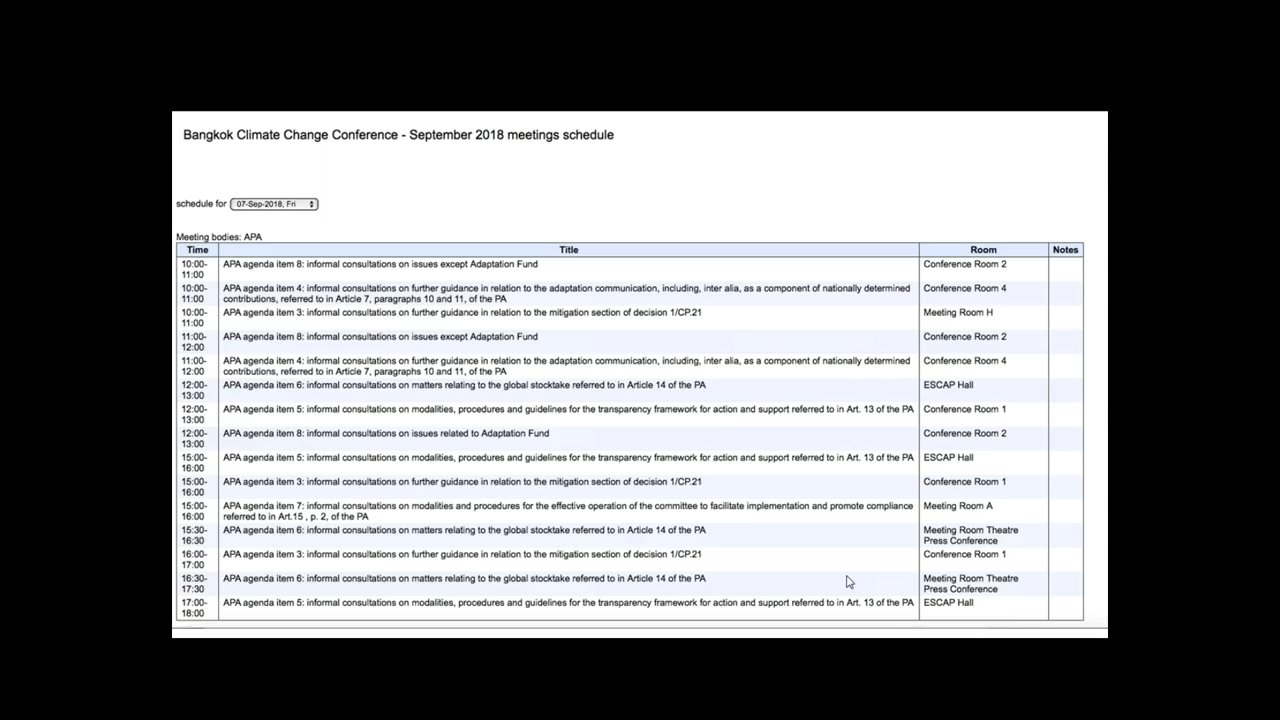 Bangkok Climate Change Conference - September 2018 meetings schedule
schedule for 07-Sep-2018, Fri
Meeting bodies: APA
Time Title Room Notes
10:00- APA agenda item 8: informal consultations on issues except Adaptation Fund Conference Room 2
11:00
10:00- APA agenda item 4: informal consultations on further guidance in relation to the adaptation communication, including, inter alia, as a component of nationally determined Conference Room 4
11:00 contributions, referred to in Article 7, paragraphs 10 and 11, of the PA
10:00- APA agenda item 3: informal consultations on further guidance in relation to the mitigation section of decision 1/CP.21 Meeting Room H
11:00
11:00- APA agenda item 8: informal consultations on issues except Adaptation Fund Conference Room 2
12:00
11:00- APA agenda item 4: informal consultations on further guidance in relation to the adaptation communication, including, inter alia, as a component of nationally determined Conference Room 4
12:00 contributions, referred to in Article 7, paragraphs 10 and 11, of the PA
12:00- APA agenda item 6: informal consultations on matters relating to the global stocktake referred to in Article 14 of the PA ESCAP Hall
13:00
12:00- APA agenda item 5: informal consultations on modalities, procedures and guidelines for the transparency framework for action and support referred to in Art. 13 of the PA Conference Room 1
13:00
12:00- APA agenda item 8: informal consultations on issues related to Adaptation Fund Conference Room 2
13:00
15:00- APA agenda item 5: informal consultations on modalities, procedures and guidelines for the transparency framework for action and support referred to in Art. 13 of the PA ESCAP Hall
16:00
15:00- APA agenda item 3: informal consultations on further guidance in relation to the mitigation section of decision 1/CP.21 Conference Room 1
16:00
15:00- APA agenda item 7: informal consultations on modalities and procedures for the effective operation of the committee to facilitate implementation and promote compliance Meeting Room A
16:00 referred to in Art.15 , p. 2, of the PA
15:30- APA agenda item 6: informal consultations on matters relating to the global stocktake referred to in Article 14 of the PA Meeting Room Theatre
16:30 Press Conference
16:00- APA agenda item 3: informal consultations on further guidance in relation to the mitigation section of decision 1/CP.21 Conference Room 1
17:00
16:30- APA agenda item 6: informal consultations on matters relating to the global stocktake referred to in Article 14 of the PA Meeting Room Theatre
17:30 Press Conference
17:00- APA agenda item 5: informal consultations on modalities, procedures and guidelines for the transparency framework for action and support referred to in Art. 13 of the PA ESCAP Hall
18:00